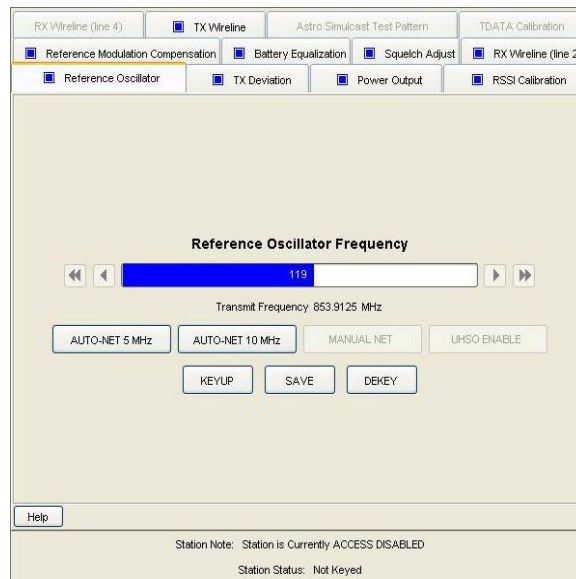 RX Wireline (line 4) TX Wireline Astro Simulcast Test Pattern TDATA Calibration
Reference Modulation Compensation Battery Equalization Squelch Adjust RX Wireline (line 2
Reference Oscillator TX Deviation Power Output RSSI Calibration
Reference Oscillator Frequency
119
Transmit Frequency 853.9125 MHz
AUTO-NET 5 MHz AUTO-NET 10 MHz MANUAL NET UHSO ENABLE
KEYUP SAVE DEKEY
Help
Station Note: Station is Currently ACCESS DISABLED
Station Status: Not Keyed